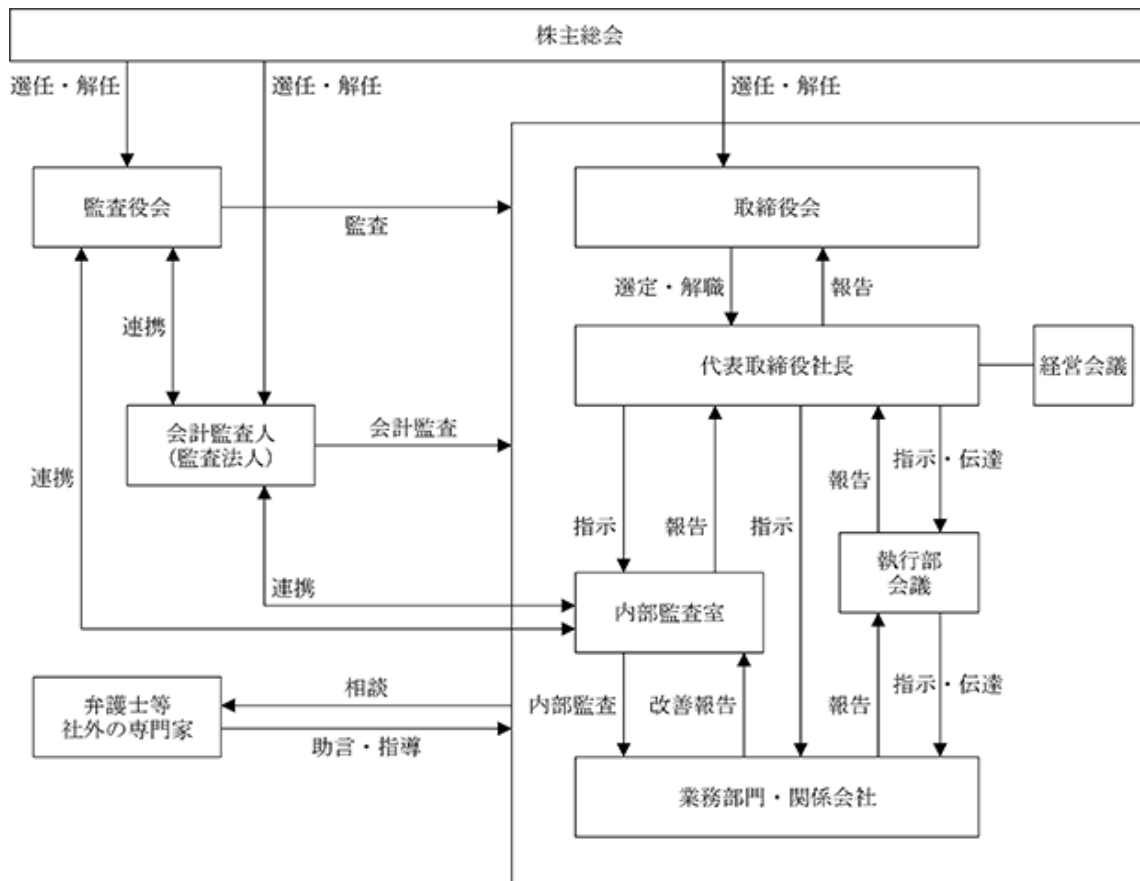 株主総会
選任・解任
選任・解任
選任・解任
監査役会
監査
取締役会
選定・解職
報告
連携
代表取締役社長
経営会議
会計監査人
（監査法人）
会計監査
連携
指示
報告
指示
報告
指示・伝達
執行部
会議
連携
内部監査室
弁護士等
社外の専門家
相談
助言・指導
内部監査
改善報告
報告
指示・伝達
業務部門・関係会社